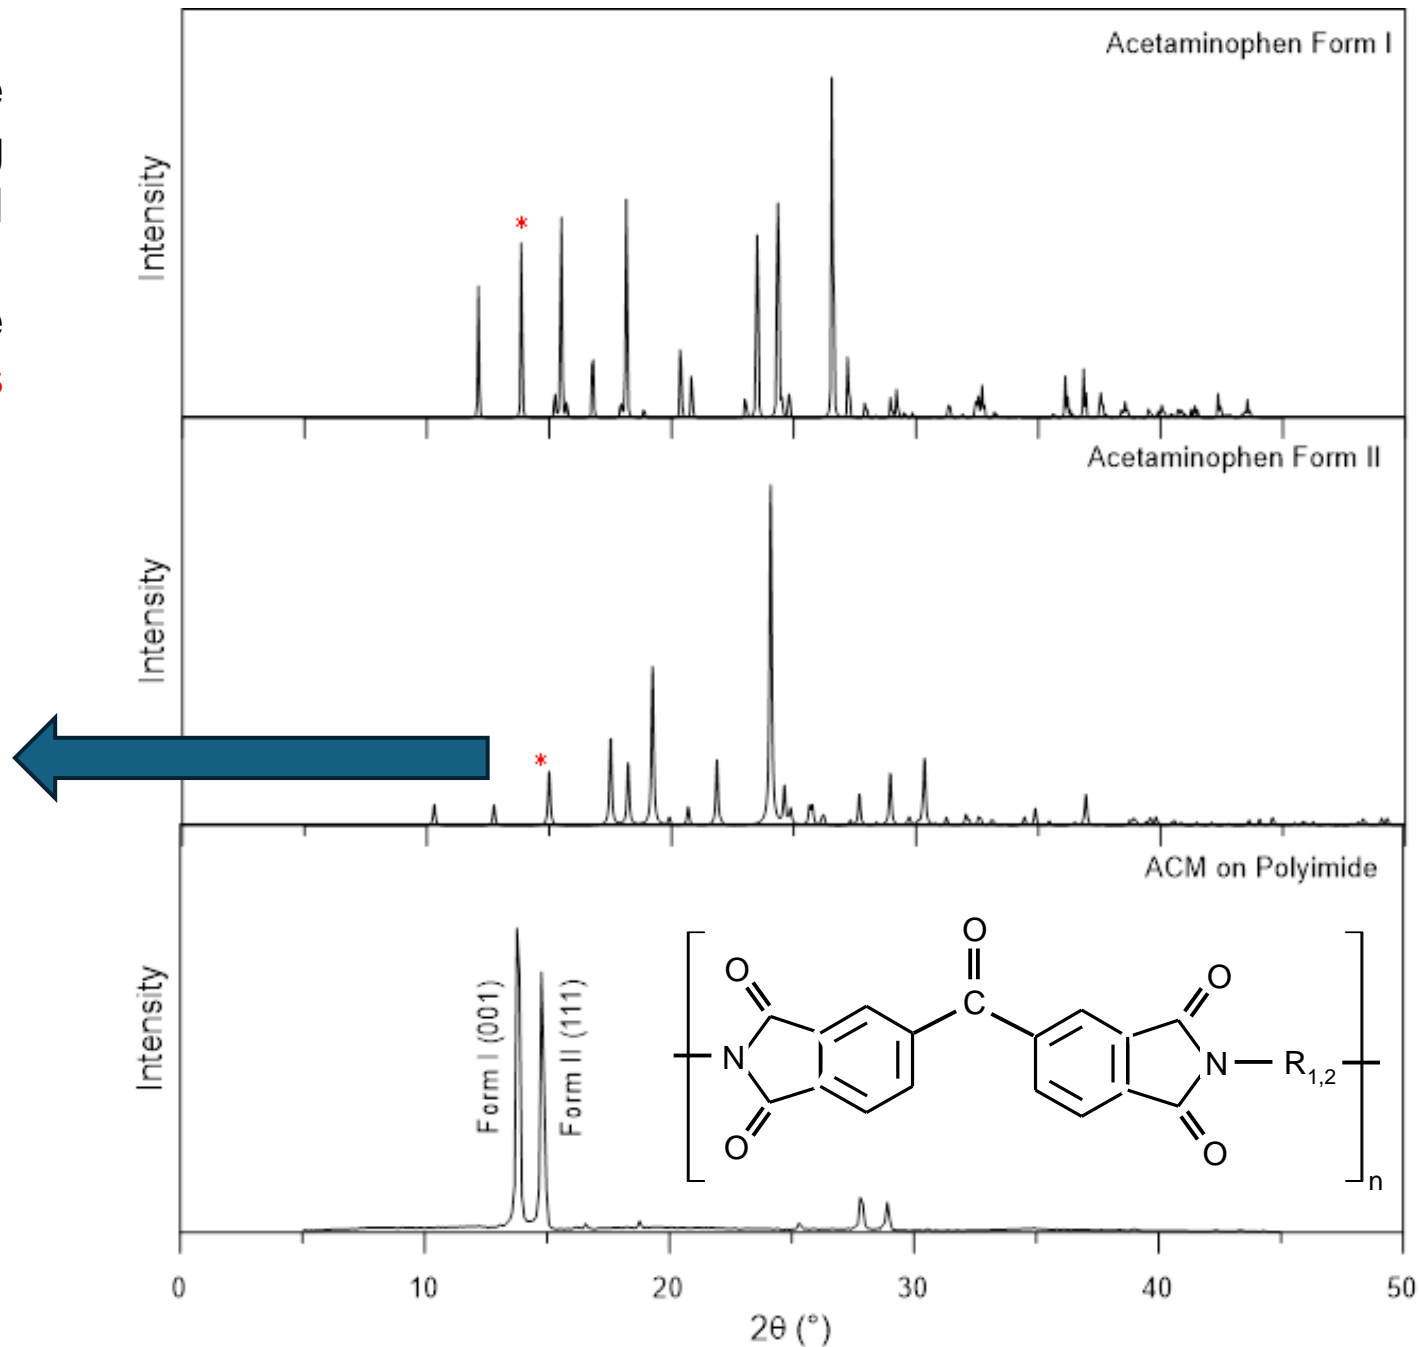 e
Acetaminophen Form I
Intensity
*
e
s
Acetaminophen Form II
Intensity
*
ACM on Polyimide
Intensity
Form I (001)
Form II (111)
O
O
O
C
N
N
R1,2
O
O
n
0
10
20
30
40
50
2θ (°)